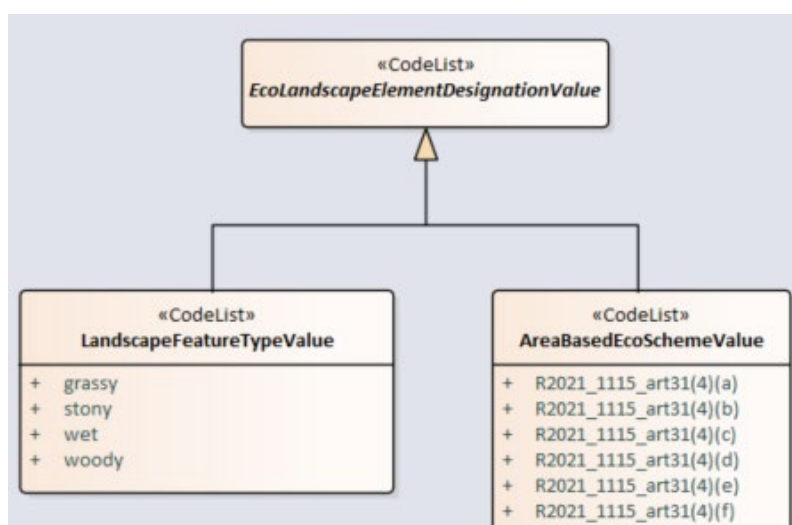 «CodeList»
EcoLandscapeElementDesignationValue
«CodeList»
LandscapeFeatureTypeValue
+ grassy
+ stony
+ wet
+ woody
«CodeList»
AreaBasedEcoSchemeValue
+ R2021_1115_art31(4)(a)
+ R2021_1115_art31(4)(b)
+ R2021_1115_art31(4)(c)
+ R2021_1115_art31(4)(d)
+ R2021_1115_art31(4)(e)
+ R2021_1115_art31(4)(f)